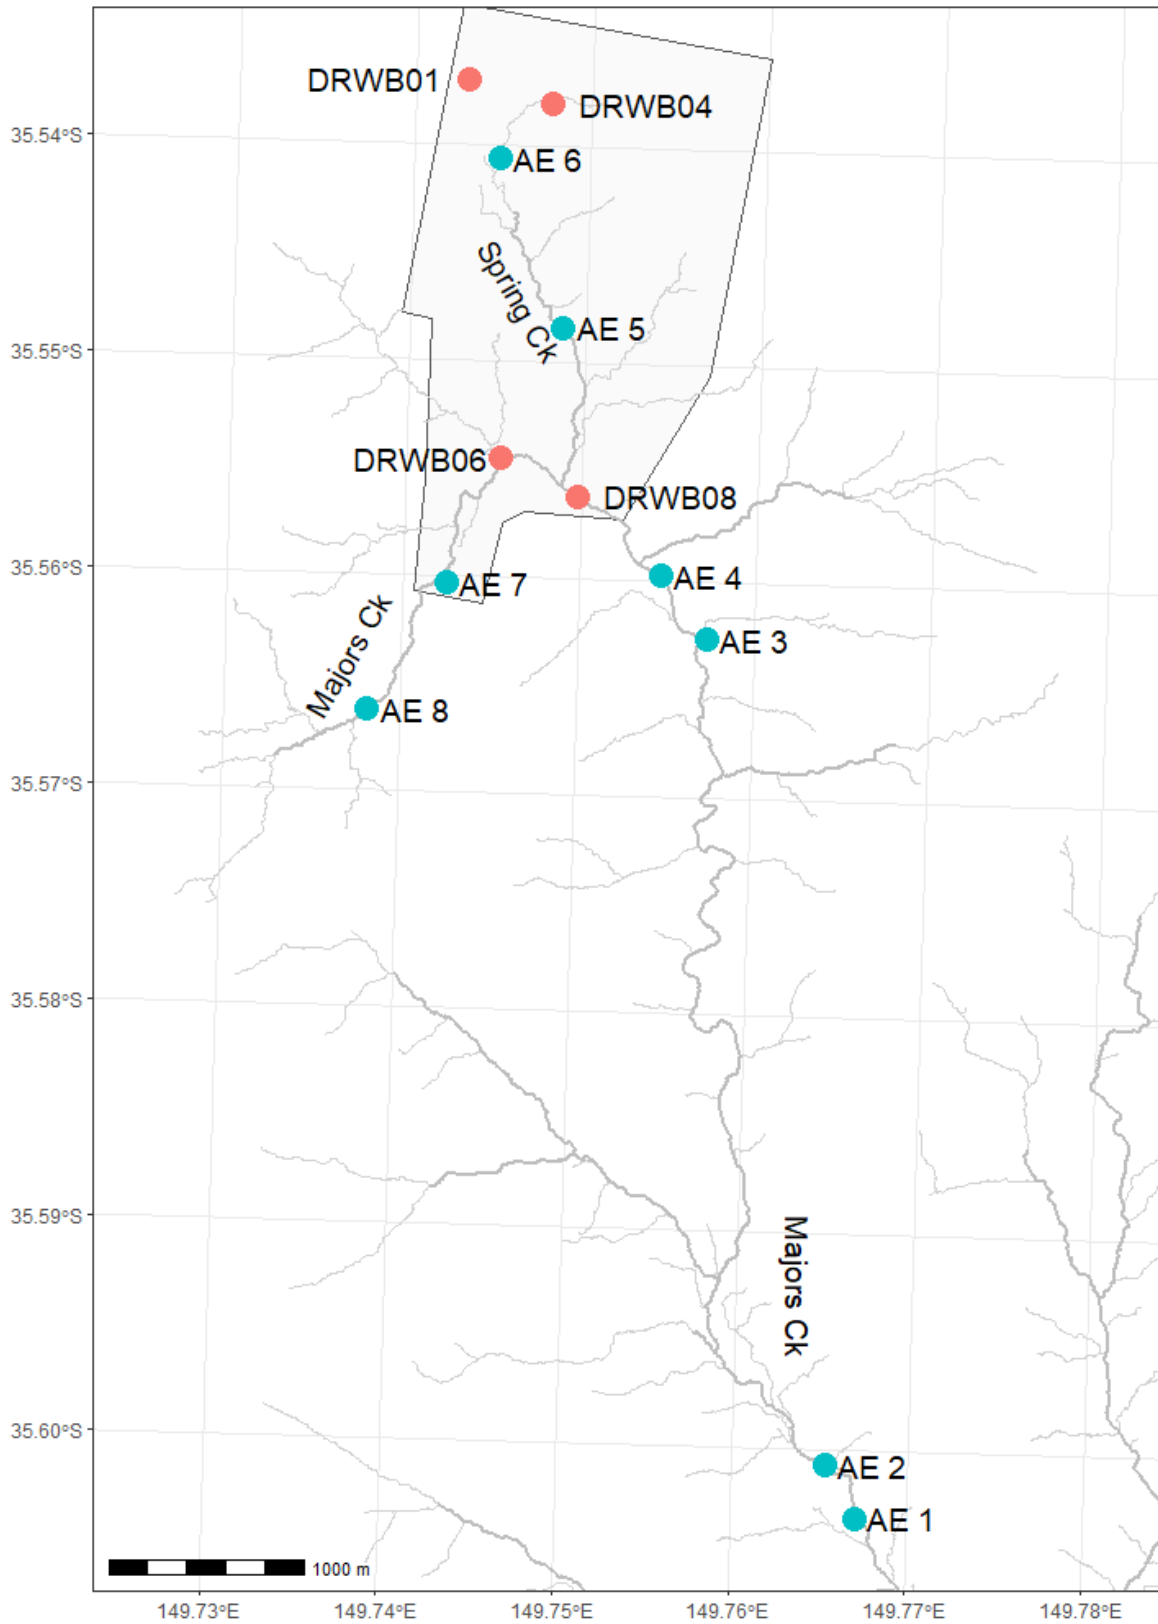 DRWB01
DRWB04
35.54°S
AE 6
Spring Ck
AE 5
35.55°S
DRWB06
DRWB08
35.56°S
AE 7
AE 4
Majors Ck
AE 3
AE 8
35.57°S
35.58°S
35.59°S
Majors Ck
35.60°S
AE 2
AE 1
1000 m
149.73°E
149.74°E
149.75°E
149.76°E
149.77°E
149.78°E